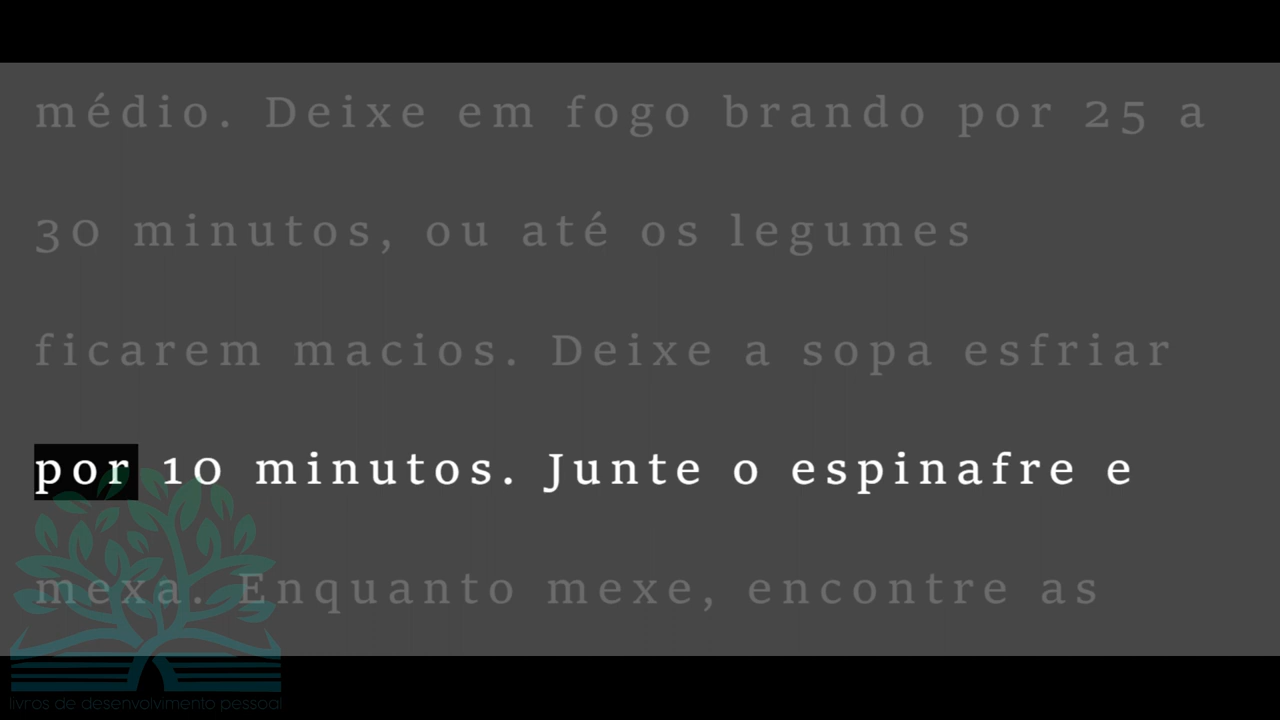 médio. Deixe em fogo brando por 25 a
30 minutos, ou até os legumes
ficarem macios. Deixe a sopa esfriar
por 10 minutos. Junte o espinafre e
mexa. Enquanto mexe, encontre as
livros de desenvolvimento pessoal